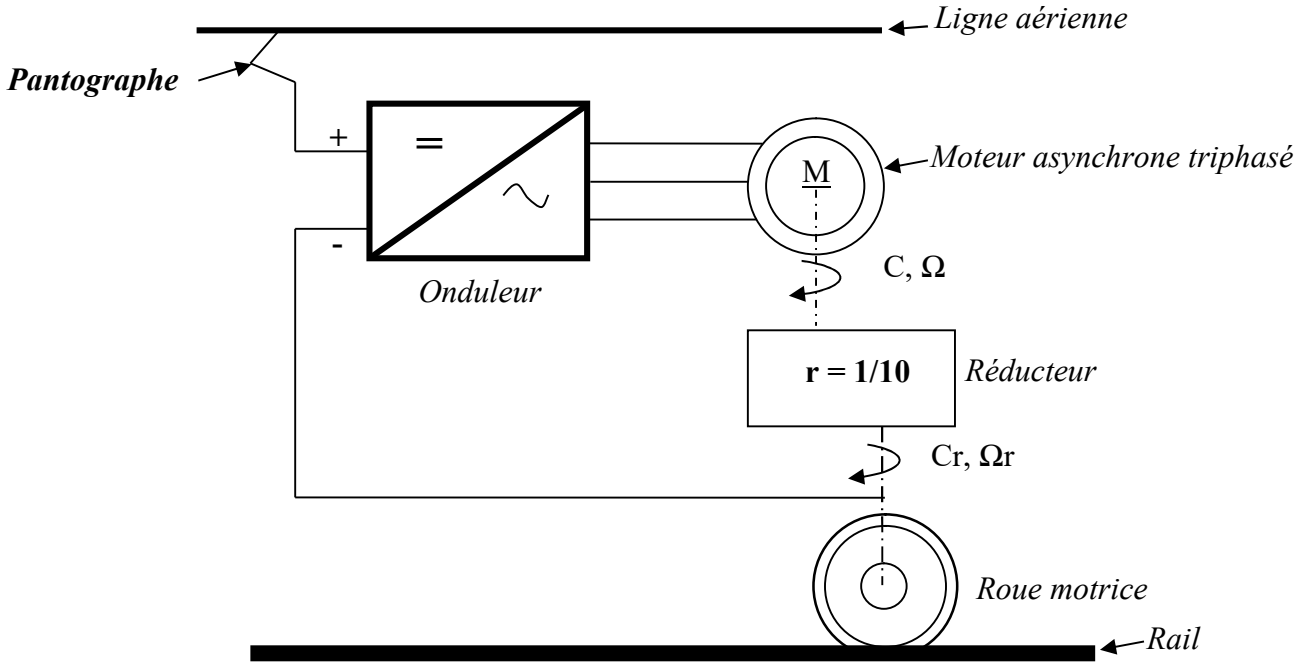 Ligne aérienne
Pantographe
+
=
M
Moteur asynchrone triphasé
-
C, Ω
Onduleur
r = 1/10
Réducteur
Cr, Ωr
Roue motrice
Rail